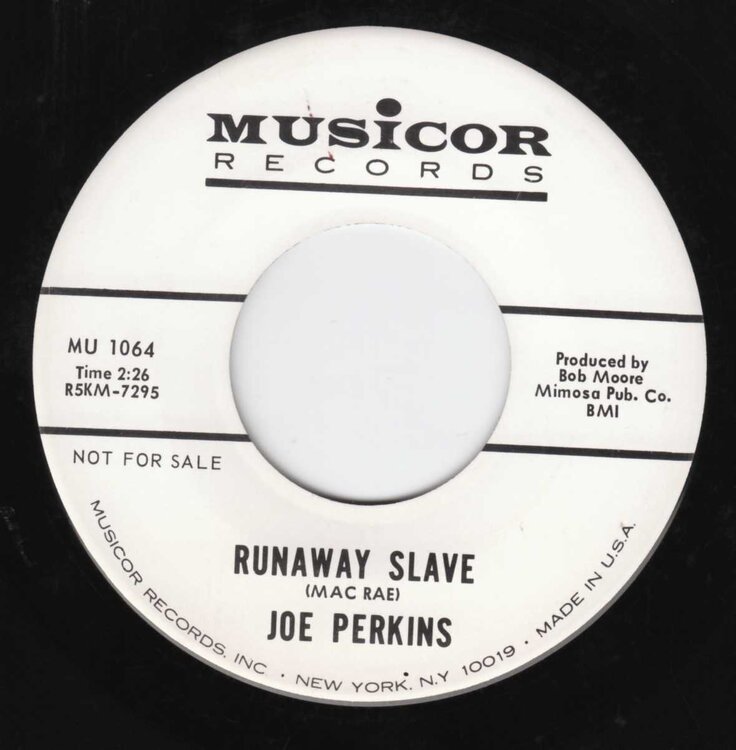 MUSiCOR
RECORDS
MU 1064
Time 2:26
R5KM-7295
NOT FOR SALE
Produced by
Bob Moore
Mimosa Pub. Co.
BMI
RUNAWAY SLAVE
(MAC RAE)
JOE PERKINS
MUSICOR RECORDS, INC · NEW YORK. N.Y 10019 · MADE IN U.S.A.